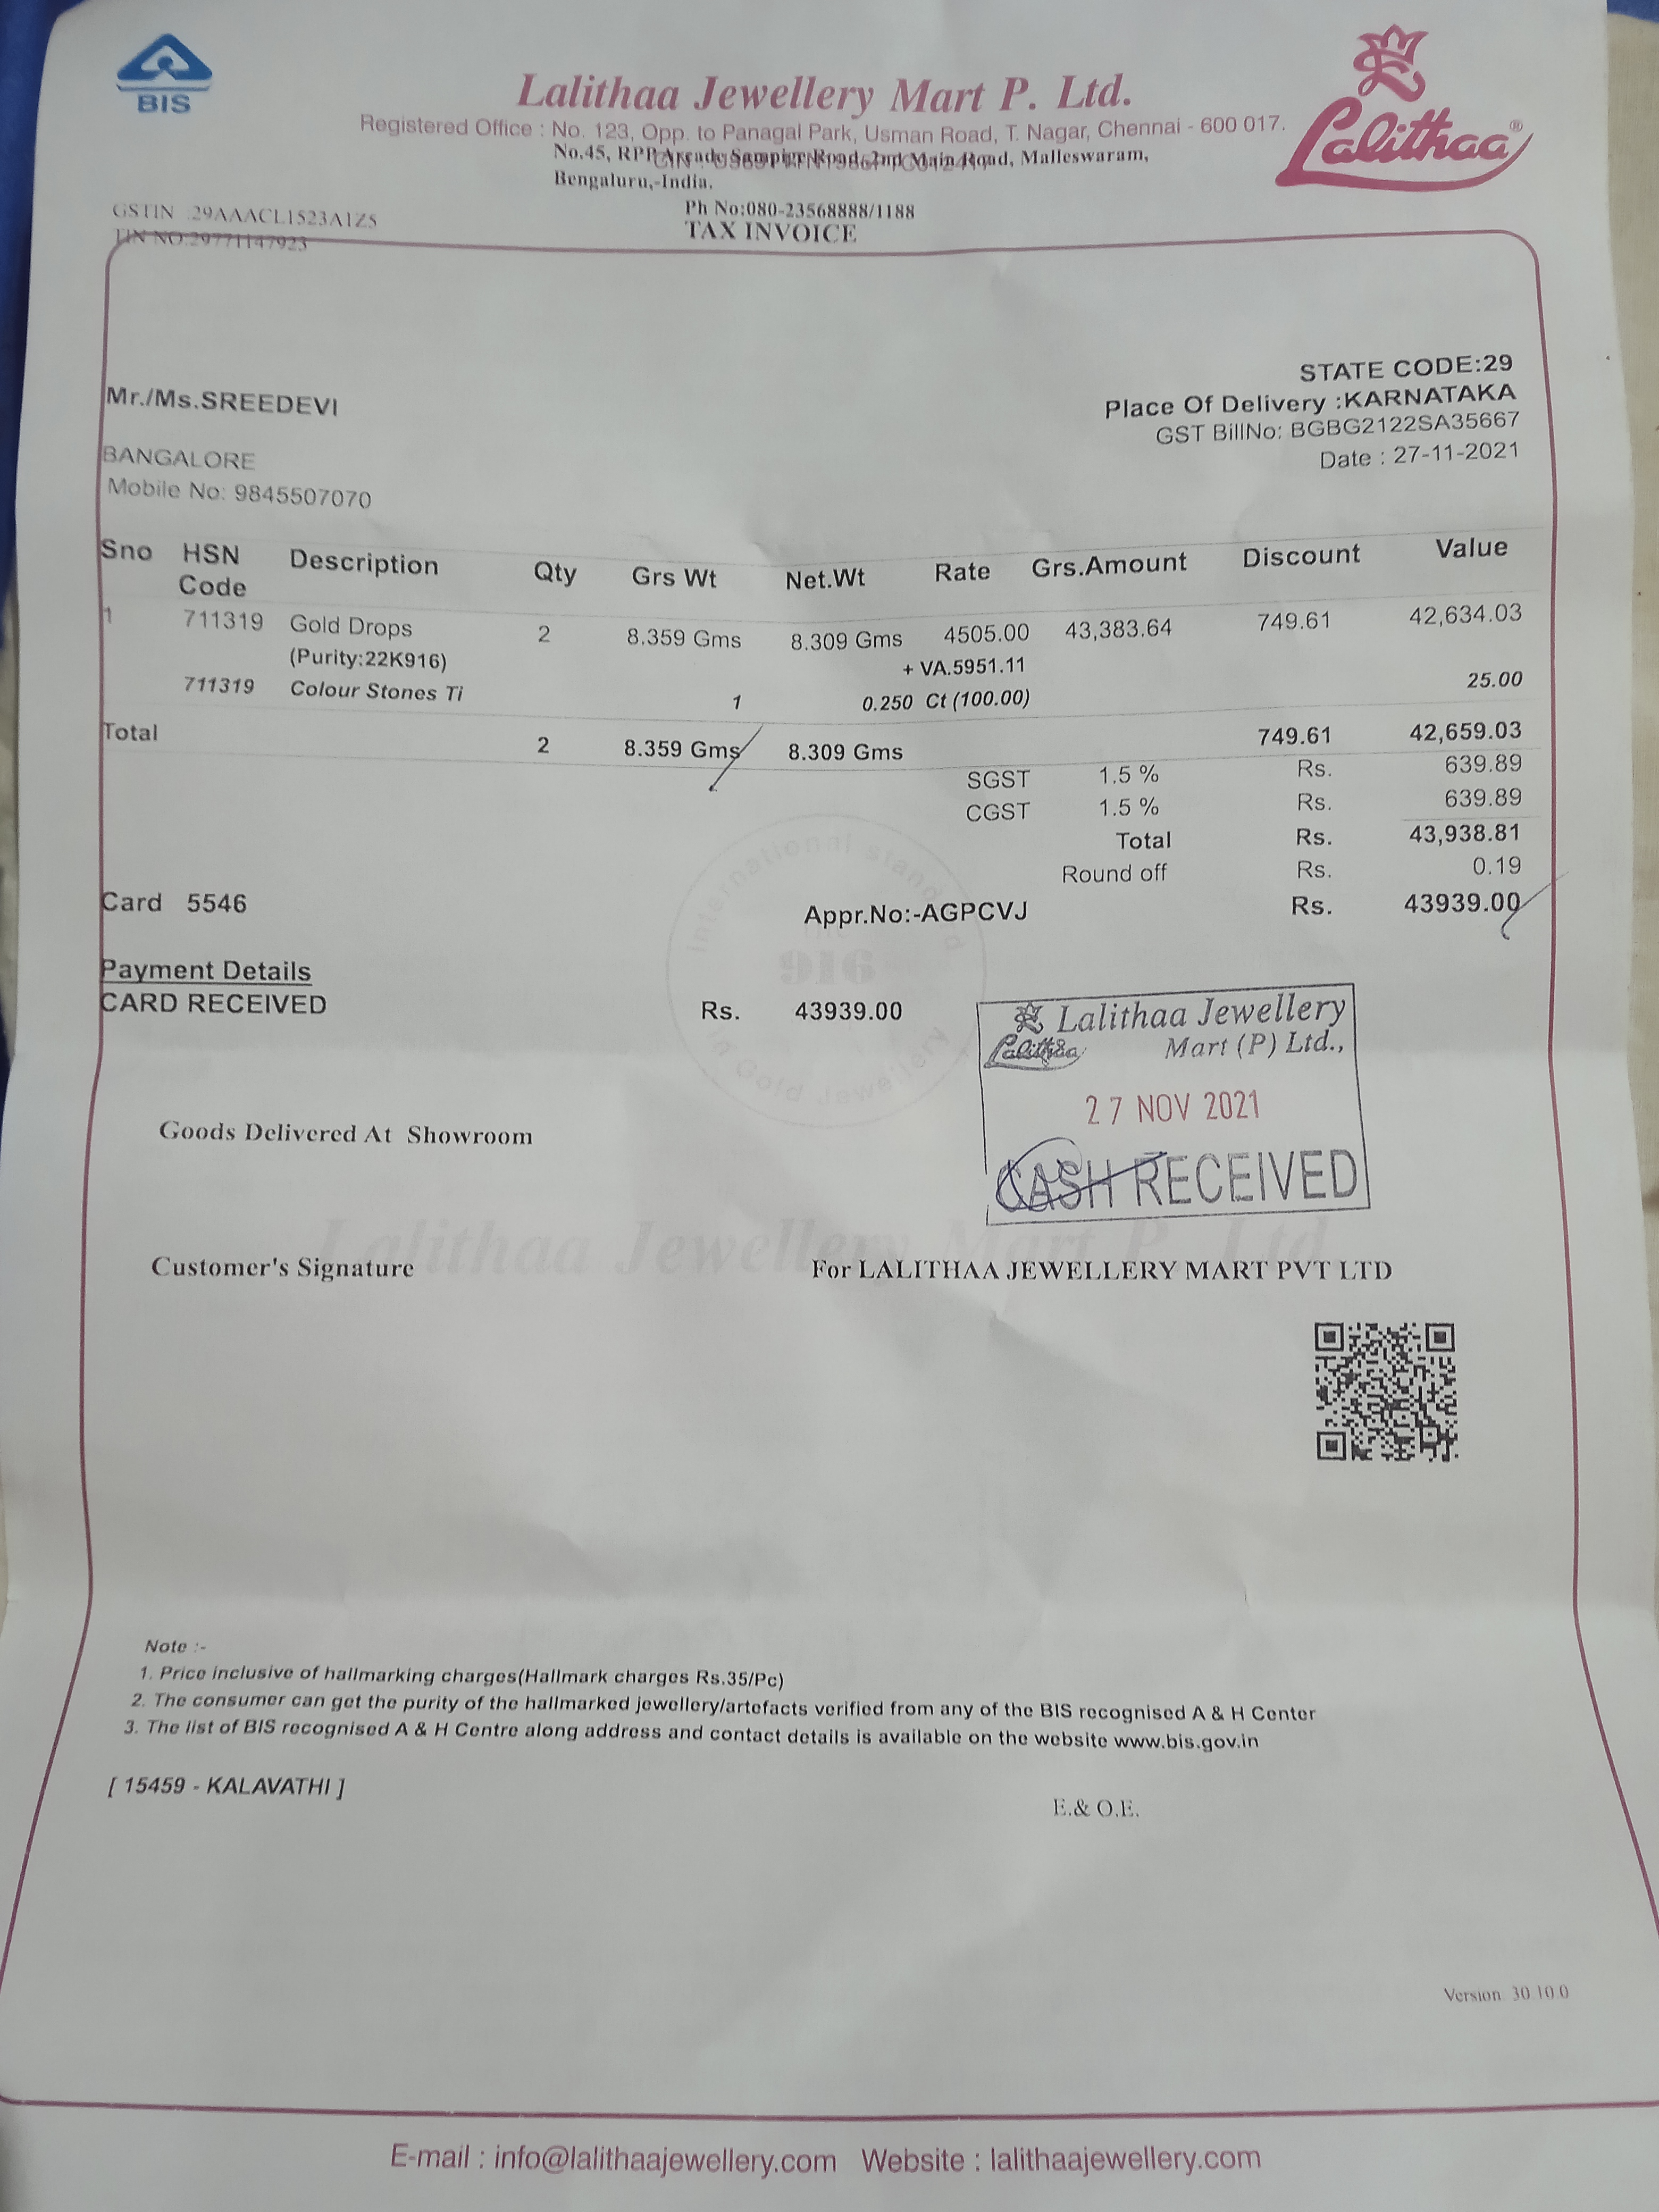 BIS
Lalithaa Jewellery Mart P. Ltd.
Lalithaa®
Registered Office : No. 123, Opp. to Panagal Park, Usman Road, T. Nagar, Chennai - 600 017.
No.45, RPP Arcade Sampige Road, 2nd Main Road, Malleswaram,
Bengaluru,-India.
GSTIN :29AAACL1523A1Z5
Ph No:080-23568888/1188
TIN NO:29771147923
TAX INVOICE
STATE CODE:29
Mr./Ms.SREEDEVI
Place Of Delivery :KARNATAKA
GST BillNo: BGBG2122SA35667
BANGALORE
Date : 27-11-2021
Mobile No: 9845507070
Sno HSN Code Description Qty Grs Wt Net.Wt Rate Grs.Amount Discount Value
1 711319 Gold Drops 2 8.359 Gms 8.309 Gms 4505.00 43,383.64 749.61 42,634.03
(Purity:22K916) + VA.5951.11
711319 Colour Stones Ti 1 0.250 Ct (100.00) 25.00
Total 2 8.359 Gms 8.309 Gms 749.61 42,659.03
SGST 1.5 % Rs. 639.89
CGST 1.5 % Rs. 639.89
Total Rs. 43,938.81
Round off Rs. 0.19
Card 5546 Appr.No:-AGPCVJ Rs. 43939.00
International standard
916
in Gold Jewellery
Payment Details
CARD RECEIVED Rs. 43939.00
Lalithaa Jewellery
Lalithaa Mart (P) Ltd.,
27 NOV 2021
CASH RECEIVED
Goods Delivered At Showroom
Lalithaa Jewellery Mart P. Ltd.
Customer's Signature For LALITHAA JEWELLERY MART PVT LTD
Note :-
1. Price inclusive of hallmarking charges(Hallmark charges Rs.35/Pc)
2. The consumer can get the purity of the hallmarked jewellery/artefacts verified from any of the BIS recognised A & H Center
3. The list of BIS recognised A & H Centre along address and contact details is available on the website www.bis.gov.in
[ 15459 - KALAVATHI ]
E.& O.E.
Version 30.10.0
E-mail : info@lalithaajewellery.com Website : lalithaajewellery.com